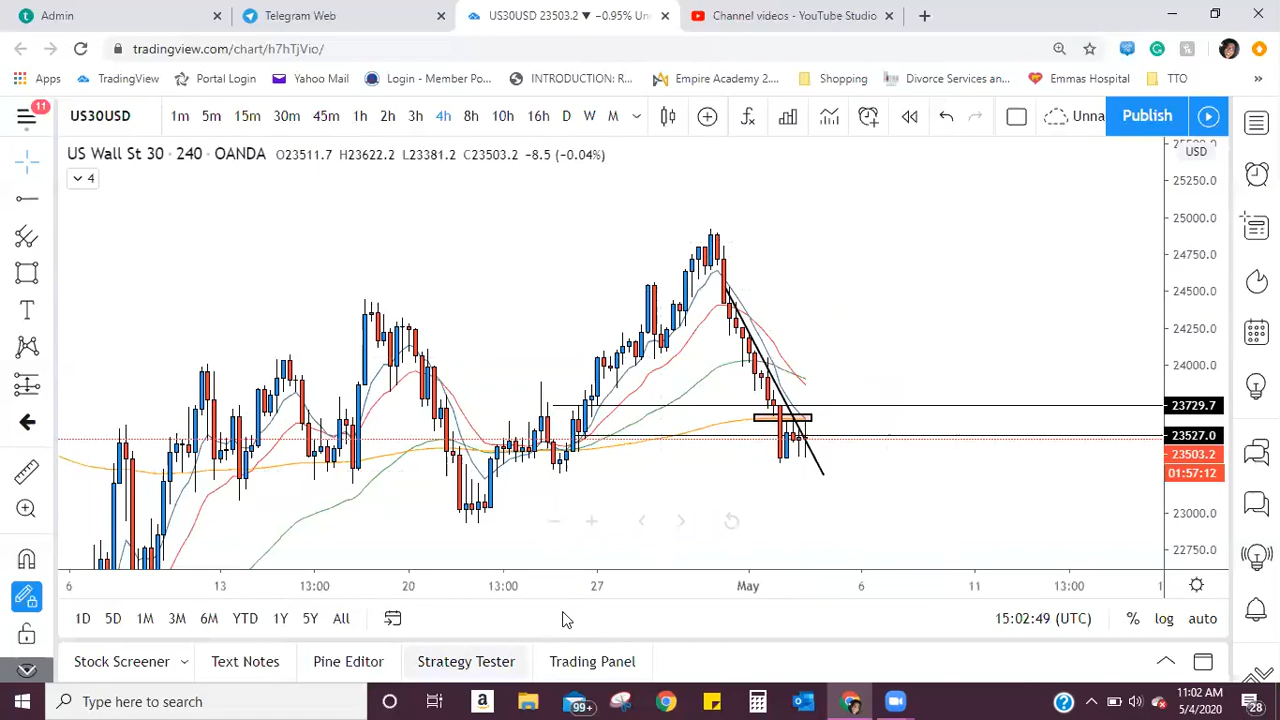 Admin
Telegram Web
US30USD 23503.2 ▼ −0.95% Un
Channel videos - YouTube Studio
tradingview.com/chart/h7hTjVio/
Apps
TradingView
Portal Login
Yahoo Mail
Login - Member Po...
INTRODUCTION: R...
Empire Academy 2....
Shopping
Divorce Services an...
Emmas Hospital
TTO
»
11
US30USD
1m 5m 15m 30m 45m 1h 2h 3h 4h 8h 10h 16h D W M
Unna
Publish
US Wall St 30 · 240 · OANDA O23511.7 H23622.2 L23381.2 C23503.2 −8.5 (−0.04%)
4
USD
25250.0
25000.0
24750.0
24500.0
24250.0
24000.0
23729.7
23527.0
23503.2
01:57:12
23000.0
22750.0
6 13 13:00 20 13:00 27 May 6 11 13:00 1
1D 5D 1M 3M 6M YTD 1Y 5Y All
15:02:49 (UTC) % log auto
Stock Screener
Text Notes
Pine Editor
Strategy Tester
Trading Panel
Type here to search
99+
11:02 AM
5/4/2020
28